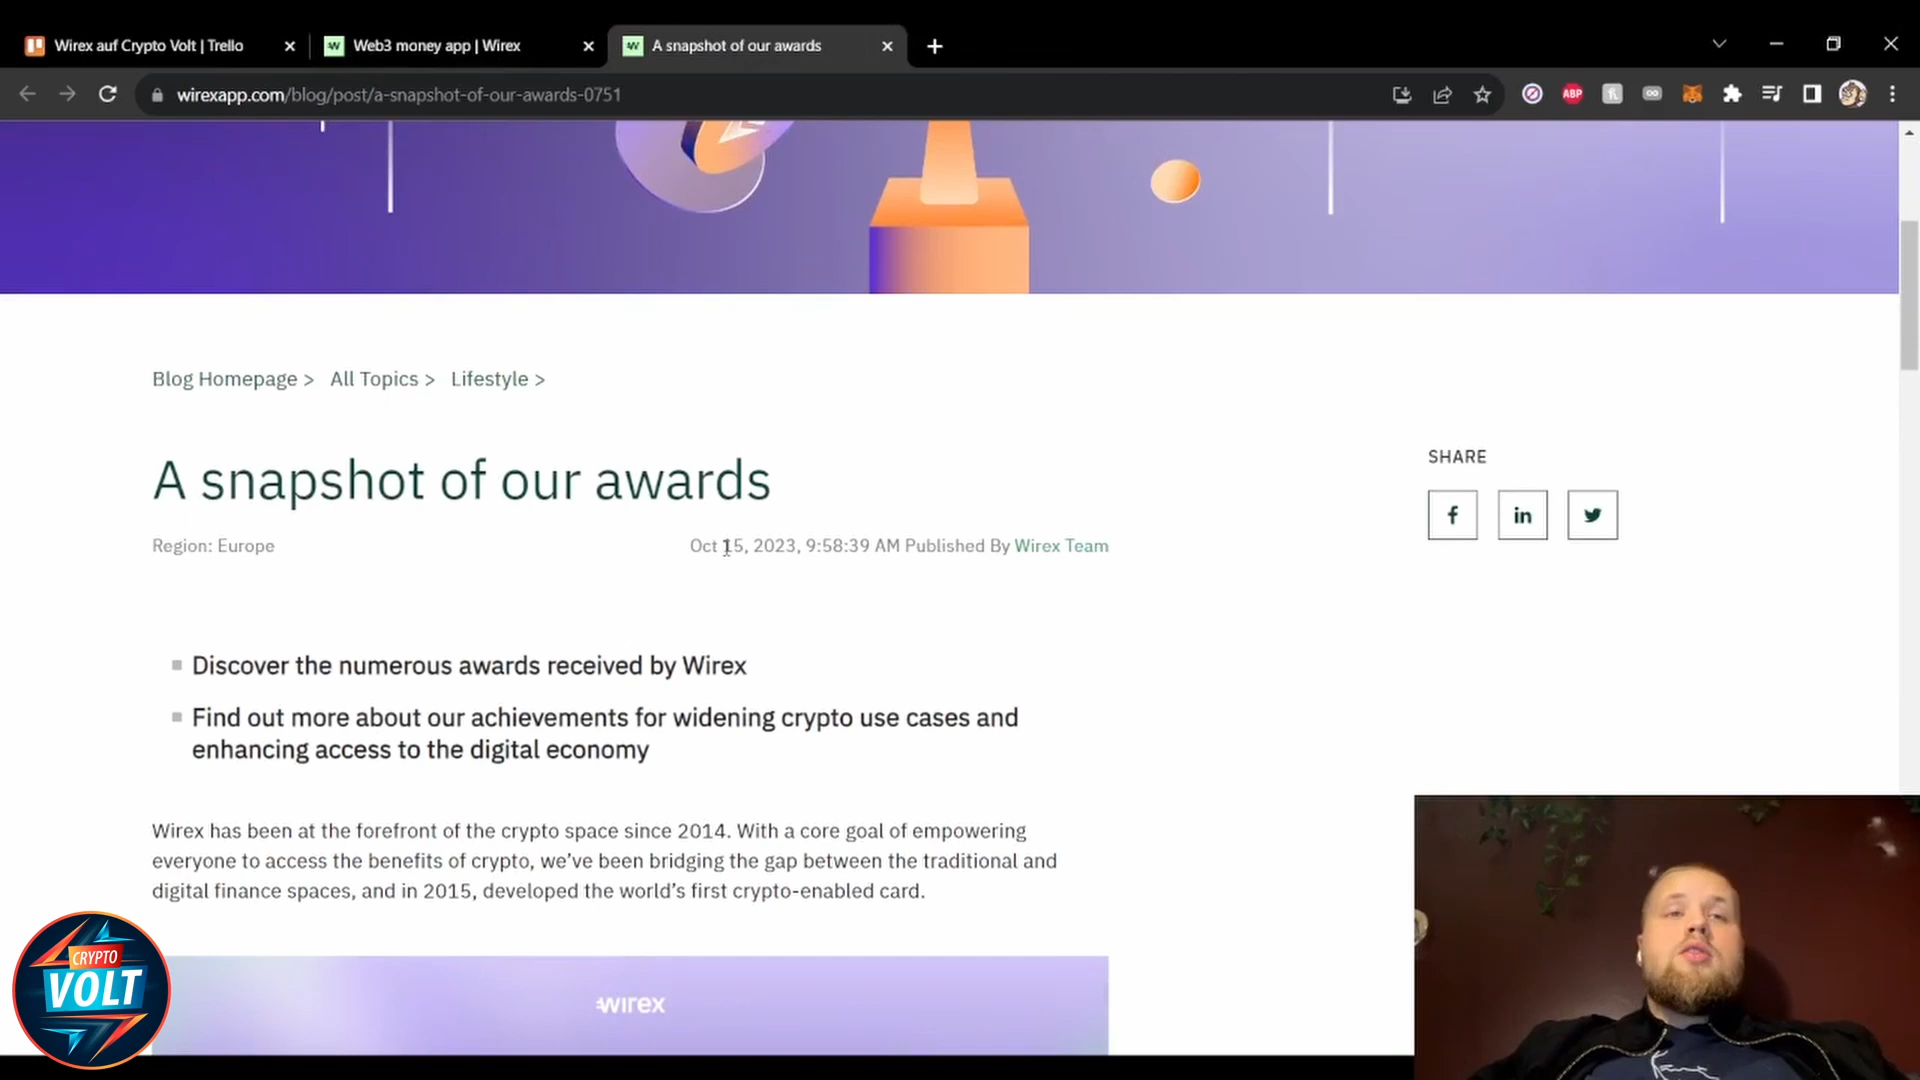 Wirex auf Crypto Volt | Trello
Web3 money app | Wirex
A snapshot of our awards
wirexapp.com/blog/post/a-snapshot-of-our-awards-0751
ABP
Blog Homepage > All Topics > Lifestyle >
A snapshot of our awards
Region: Europe
Oct 15, 2023, 9:58:39 AM Published By Wirex Team
SHARE
Discover the numerous awards received by Wirex
Find out more about our achievements for widening crypto use cases and
enhancing access to the digital economy
Wirex has been at the forefront of the crypto space since 2014. With a core goal of empowering
everyone to access the benefits of crypto, we’ve been bridging the gap between the traditional and
digital finance spaces, and in 2015, developed the world’s first crypto-enabled card.
wirex
CRYPTO
VOLT